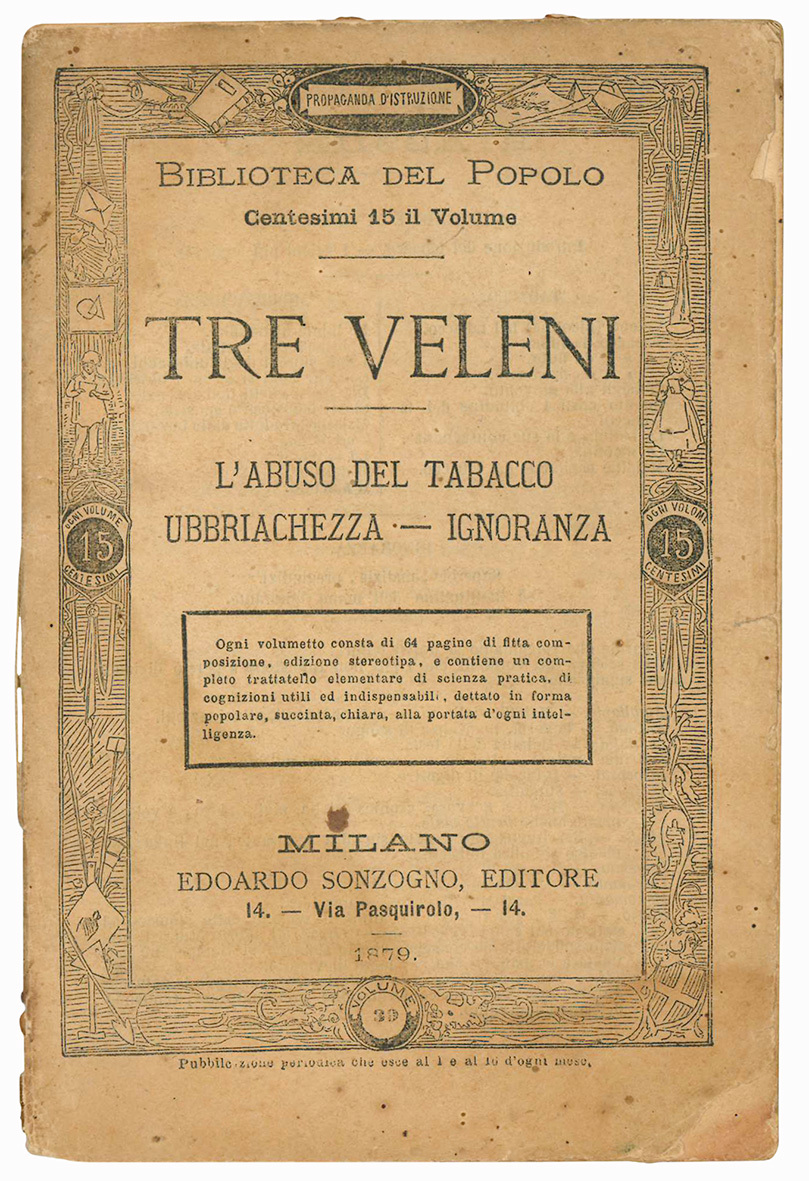 PROPAGANDA D'ISTRUZIONE
BIBLIOTECA DEL POPOLO
Centesimi 15 il Volume
TRE VELENI
L'ABUSO DEL TABACCO
UBBRIACHEZZA — IGNORANZA
OGNI VOLUME
15
CENTESIMI
OGNI VOLUME
15
CENTESIMI
Ogni volumetto consta di 64 pagine di fitta com-
posizione, edizione stereotipa, e contiene un com-
pleto trattatello elementare di scienza pratica, di
cognizioni utili ed indispensabili, dettato in forma
popolare, succinta, chiara, alla portata d'ogni intel-
ligenza.
MILANO
EDOARDO SONZOGNO, EDITORE
14. — Via Pasquirolo, — 14.
1879.
VOLUME
39
Pubblicazione periodica che esce al 1 e al 16 d'ogni mese.